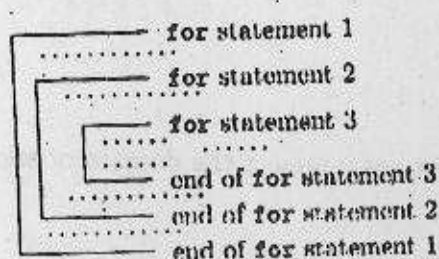 for statement 1
for statement 2
for statement 3
end of for statement 3
end of for statement 2
end of for statement 1